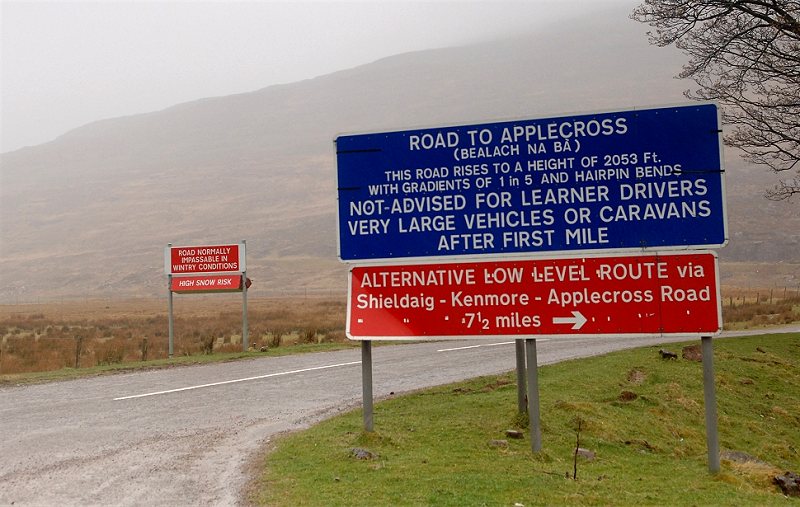 ROAD TO APPLECROSS
(BEALACH NA BÀ)
THIS ROAD RISES TO A HEIGHT OF 2053 Ft.
WITH GRADIENTS OF 1 in 5 AND HAIRPIN BENDS
NOT ADVISED FOR LEARNER DRIVERS
VERY LARGE VEHICLES OR CARAVANS
AFTER FIRST MILE
ALTERNATIVE LOW LEVEL ROUTE via
Shieldaig - Kenmore - Applecross Road
7½ miles →
ROAD NORMALLY
IMPASSABLE IN
WINTRY CONDITIONS
HIGH SNOW RISK